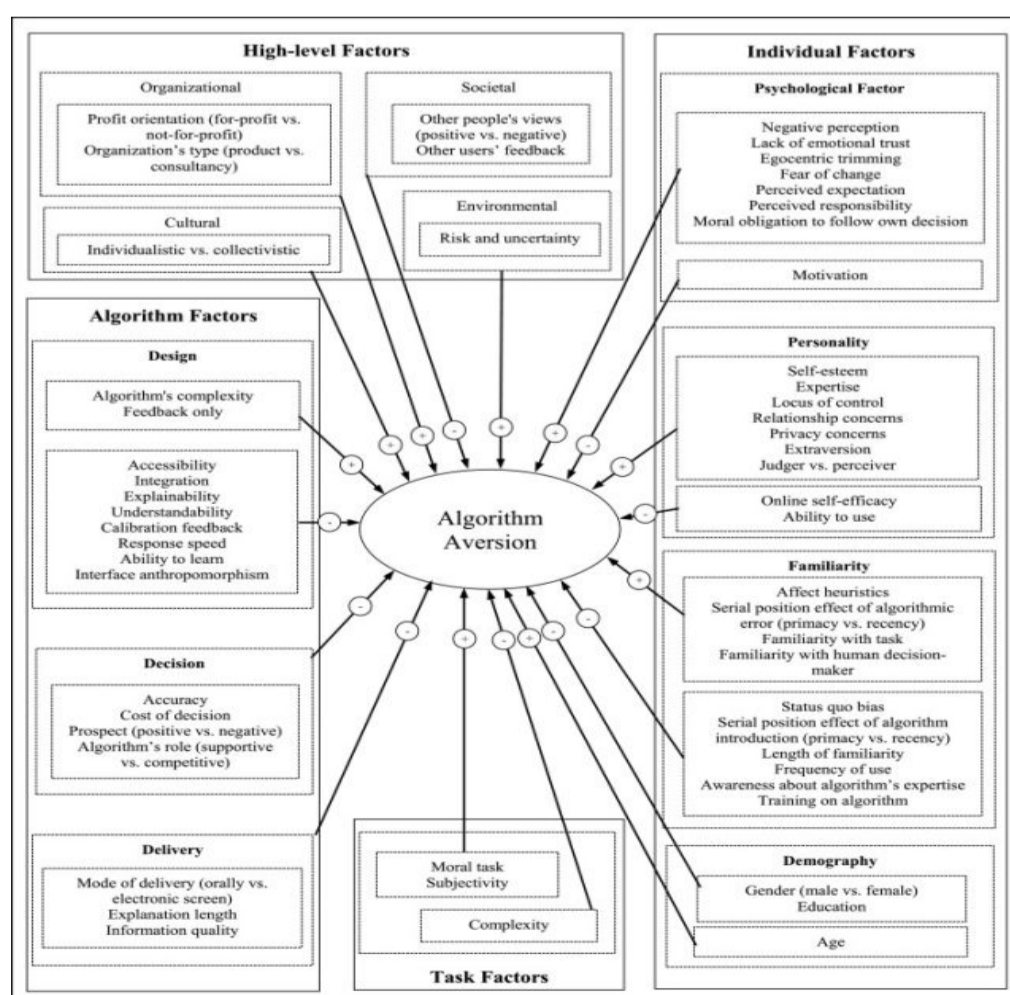 High-level Factors
Organizational
Profit orientation (for-profit vs.
not-for-profit)
Organization's type (product vs.
consultancy)
Societal
Other people's views
(positive vs. negative)
Other users' feedback
Cultural
Individualistic vs. collectivistic
Environmental
Risk and uncertainty
Individual Factors
Psychological Factor
Negative perception
Lack of emotional trust
Egocentric trimming
Fear of change
Perceived expectation
Perceived responsibility
Moral obligation to follow own decision
Motivation
Personality
Self-esteem
Expertise
Locus of control
Relationship concerns
Privacy concerns
Extraversion
Judger vs. perceiver
Online self-efficacy
Ability to use
Familiarity
Affect heuristics
Serial position effect of algorithmic
error (primacy vs. recency)
Familiarity with task
Familiarity with human decision-
maker
Status quo bias
Serial position effect of algorithm
introduction (primacy vs. recency)
Length of familiarity
Frequency of use
Awareness about algorithm's expertise
Training on algorithm
Demography
Gender (male vs. female)
Education
Age
Algorithm Factors
Design
Algorithm's complexity
Feedback only
Accessibility
Integration
Explainability
Understandability
Calibration feedback
Response speed
Ability to learn
Interface anthropomorphism
Decision
Accuracy
Cost of decision
Prospect (positive vs. negative)
Algorithm's role (supportive
vs. competitive)
Delivery
Mode of delivery (orally vs.
electronic screen)
Explanation length
Information quality
Algorithm
Aversion
+
+
-
+
+
-
+
+
-
-
+
-
-
-
+
-
+
-
Moral task
Subjectivity
Complexity
Task Factors